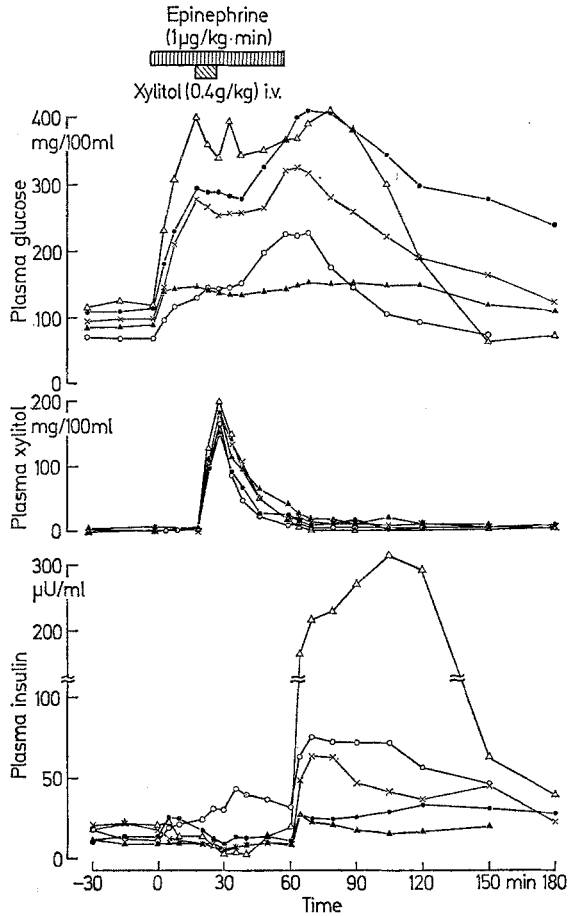 Epinephrine
(1µg/kg·min)
Xylitol (0.4g/kg) i.v.
400
mg/100ml
300
200
100
0
Plasma glucose
200
mg/100ml
100
0
Plasma xylitol
300
µU/ml
200
100
50
0
Plasma insulin
-30 0 30 60 90 120 150 min 180
Time